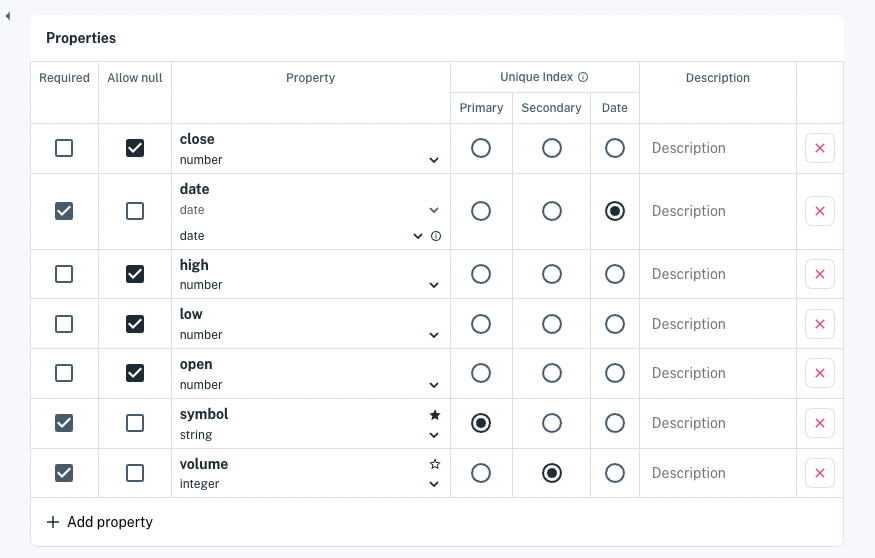 Properties
Required Allow null Property Unique Index Description
Primary Secondary Date
close
number
Description
date
date
date
Description
high
number
Description
low
number
Description
open
number
Description
symbol
string
Description
volume
integer
Description
Add property